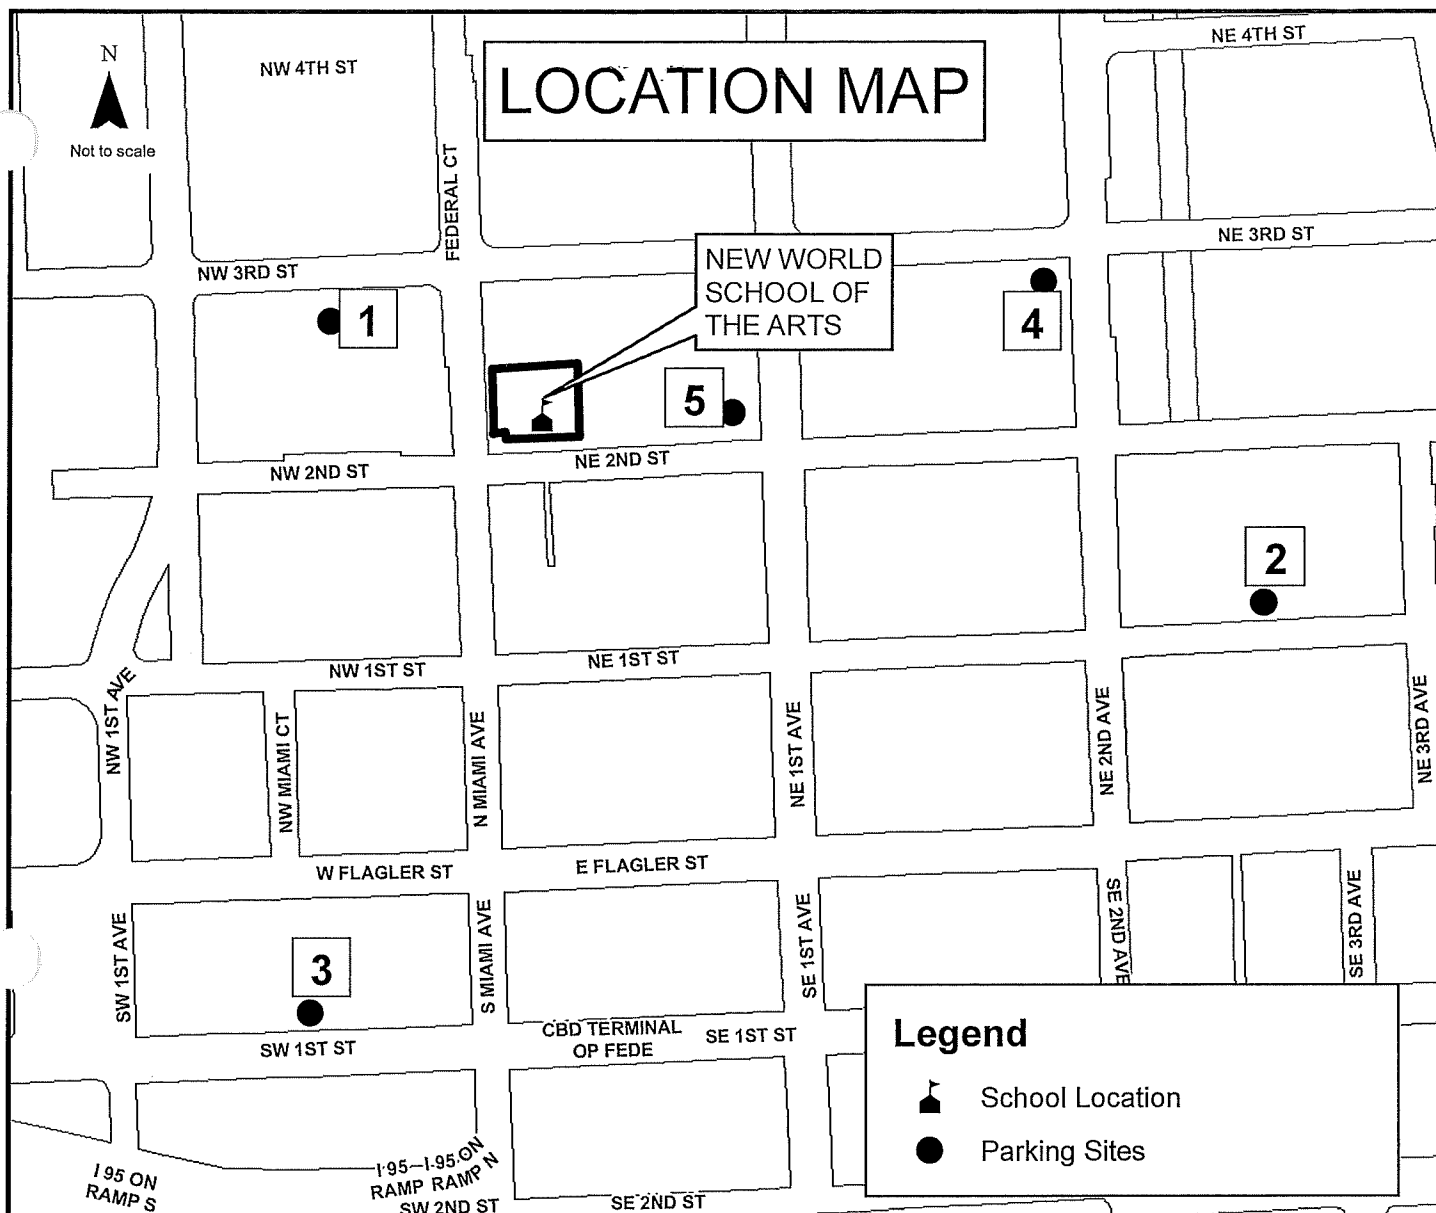 N
Not to scale
NW 4TH ST
LOCATION MAP
NE 4TH ST
FEDERAL CT
NW 3RD ST
NE 3RD ST
NEW WORLD
SCHOOL OF
THE ARTS
1
4
5
NW 2ND ST
NE 2ND ST
2
NW 1ST AVE
NW 1ST ST
NE 1ST ST
NW MIAMI CT
N MIAMI AVE
NE 1ST AVE
NE 2ND AVE
NE 3RD AVE
W FLAGLER ST
E FLAGLER ST
SW 1ST AVE
3
S MIAMI AVE
SE 1ST AVE
SE 2ND AVE
SE 3RD AVE
SW 1ST ST
CBD TERMINAL
OP FEDE
SE 1ST ST
Legend
School Location
Parking Sites
I 95 ON
RAMP S
I-95-I-95 ON
RAMP RAMP N
SW 2ND ST
SE 2ND ST